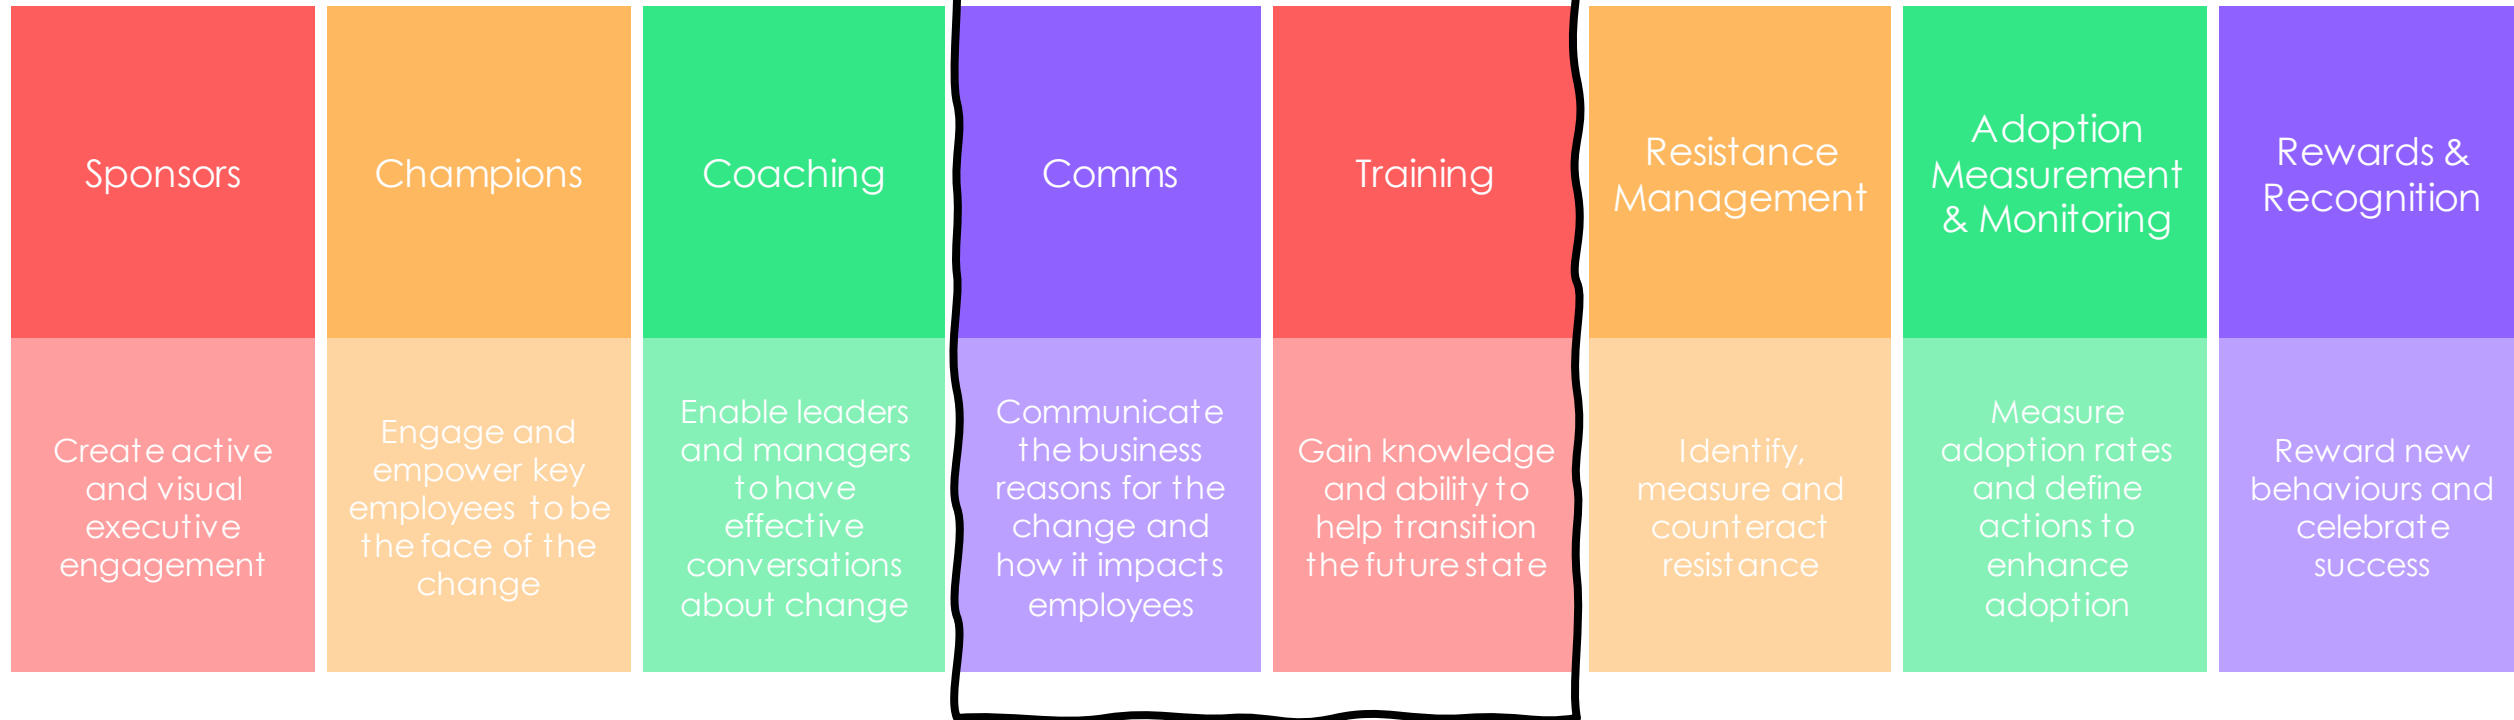 Sponsors
Champions
Coaching
Comms
Training
Resistance
Management
Adoption
Measurement
& Monitoring
Rewards &
Recognition
Create active
and visual
executive
engagement
Engage and
empower key
employees to be
the face of the
change
Enable leaders
and managers
to have
effective
conversations
about change
Communicate
the business
reasons for the
change and
how it impacts
employees
Gain knowledge
and ability to
help transition
the future state
Identify,
measure and
counteract
resistance
Measure
adoption rates
and define
actions to
enhance
adoption
Reward new
behaviours and
celebrate
success